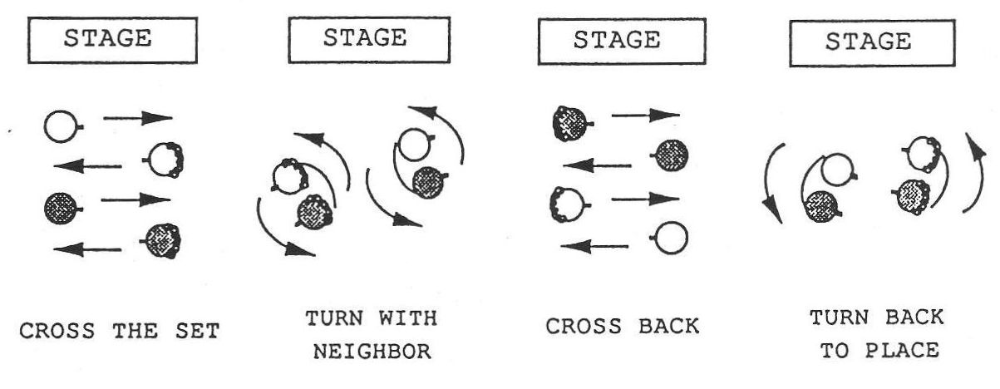 STAGE
STAGE
STAGE
STAGE
CROSS THE SET
TURN WITH
NEIGHBOR
CROSS BACK
TURN BACK
TO PLACE